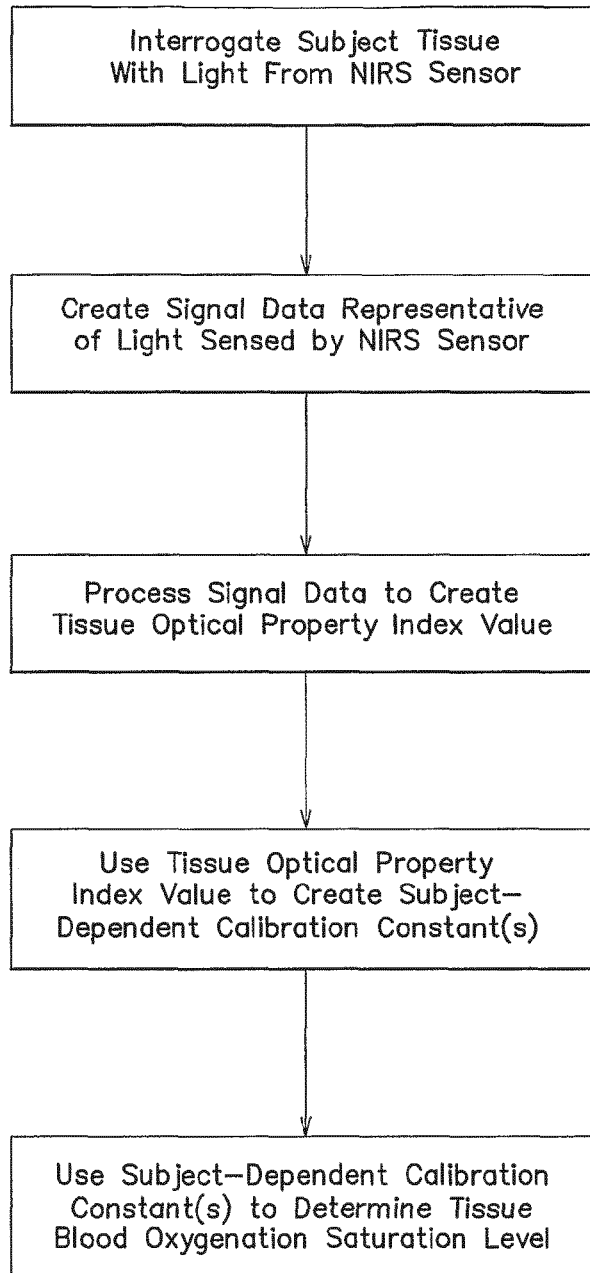 Interrogate Subject Tissue
With Light From NIRS Sensor
Create Signal Data Representative
of Light Sensed by NIRS Sensor
Process Signal Data to Create
Tissue Optical Property Index Value
Use Tissue Optical Property
Index Value to Create Subject–
Dependent Calibration Constant(s)
Use Subject–Dependent Calibration
Constant(s) to Determine Tissue
Blood Oxygenation Saturation Level